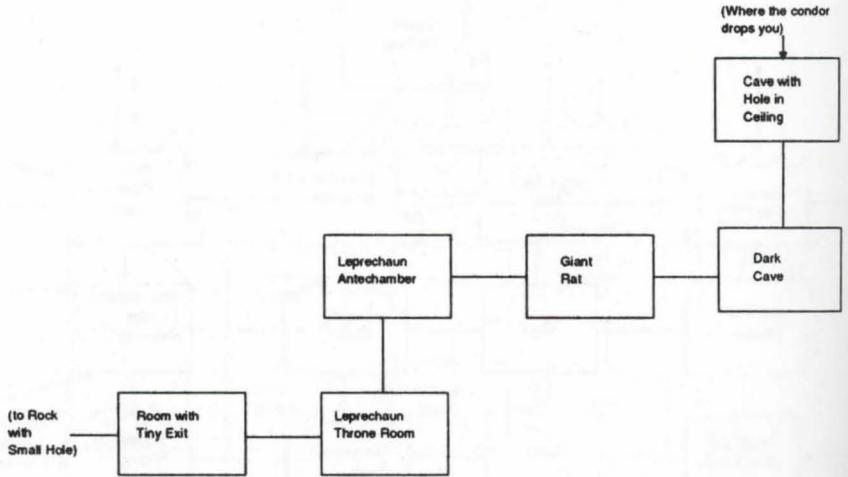 (Where the condor
drops you)
Cave with
Hole in
Ceiling
Leprechaun
Antechamber
Giant
Rat
Dark
Cave
(to Rock
with
Small Hole)
Room with
Tiny Exit
Leprechaun
Throne Room